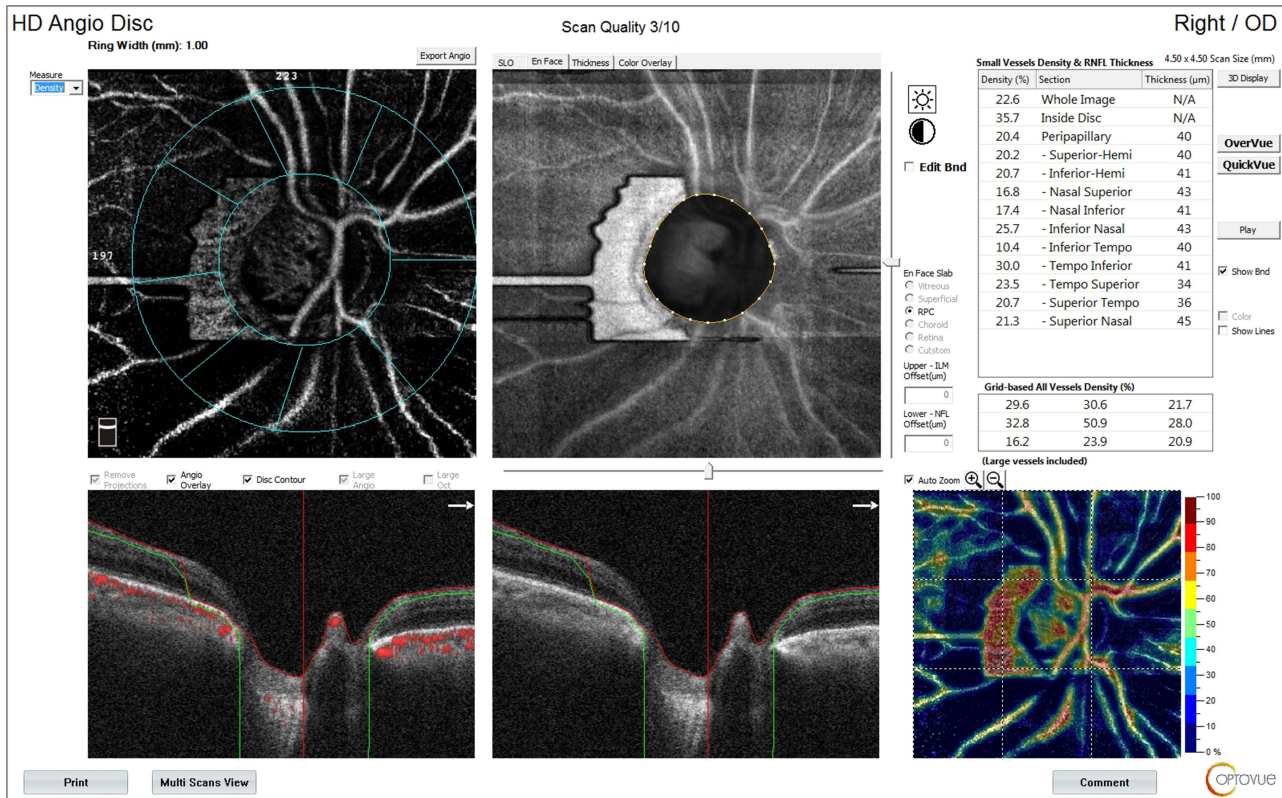 HD Angio Disc
Scan Quality 3/10
Right / OD
Ring Width (mm): 1.00
Export Angio
Measure
Density
223
197
SLO
En Face
Thickness
Color Overlay
Edit Bnd
En Face Slab
Vitreous
Superficial
RPC
Choroid
Retina
Cutstom
Upper - ILM
Offset(um)
0
Lower - NFL
Offset(um)
0
Small Vessels Density & RNFL Thickness
4.50 x 4.50 Scan Size (mm)
Density (%) Section Thickness (µm)
22.6 Whole Image N/A
35.7 Inside Disc N/A
20.4 Peripapillary 40
20.2 - Superior-Hemi 40
20.7 - Inferior-Hemi 41
16.8 - Nasal Superior 43
17.4 - Nasal Inferior 41
25.7 - Inferior Nasal 43
10.4 - Inferior Tempo 40
30.0 - Tempo Inferior 41
23.5 - Tempo Superior 34
20.7 - Superior Tempo 36
21.3 - Superior Nasal 45
3D Display
OverVue
QuickVue
Play
Show Bnd
Color
Show Lines
Grid-based All Vessels Density (%)
29.6 30.6 21.7
32.8 50.9 28.0
16.2 23.9 20.9
(Large vessels included)
Remove
Projections
Angio
Overlay
Disc Contour
Large
Angio
Large
Oct
Auto Zoom
100
90
80
70
60
50
40
30
20
10
0 %
Print
Multi Scans View
Comment
OPTOVUE